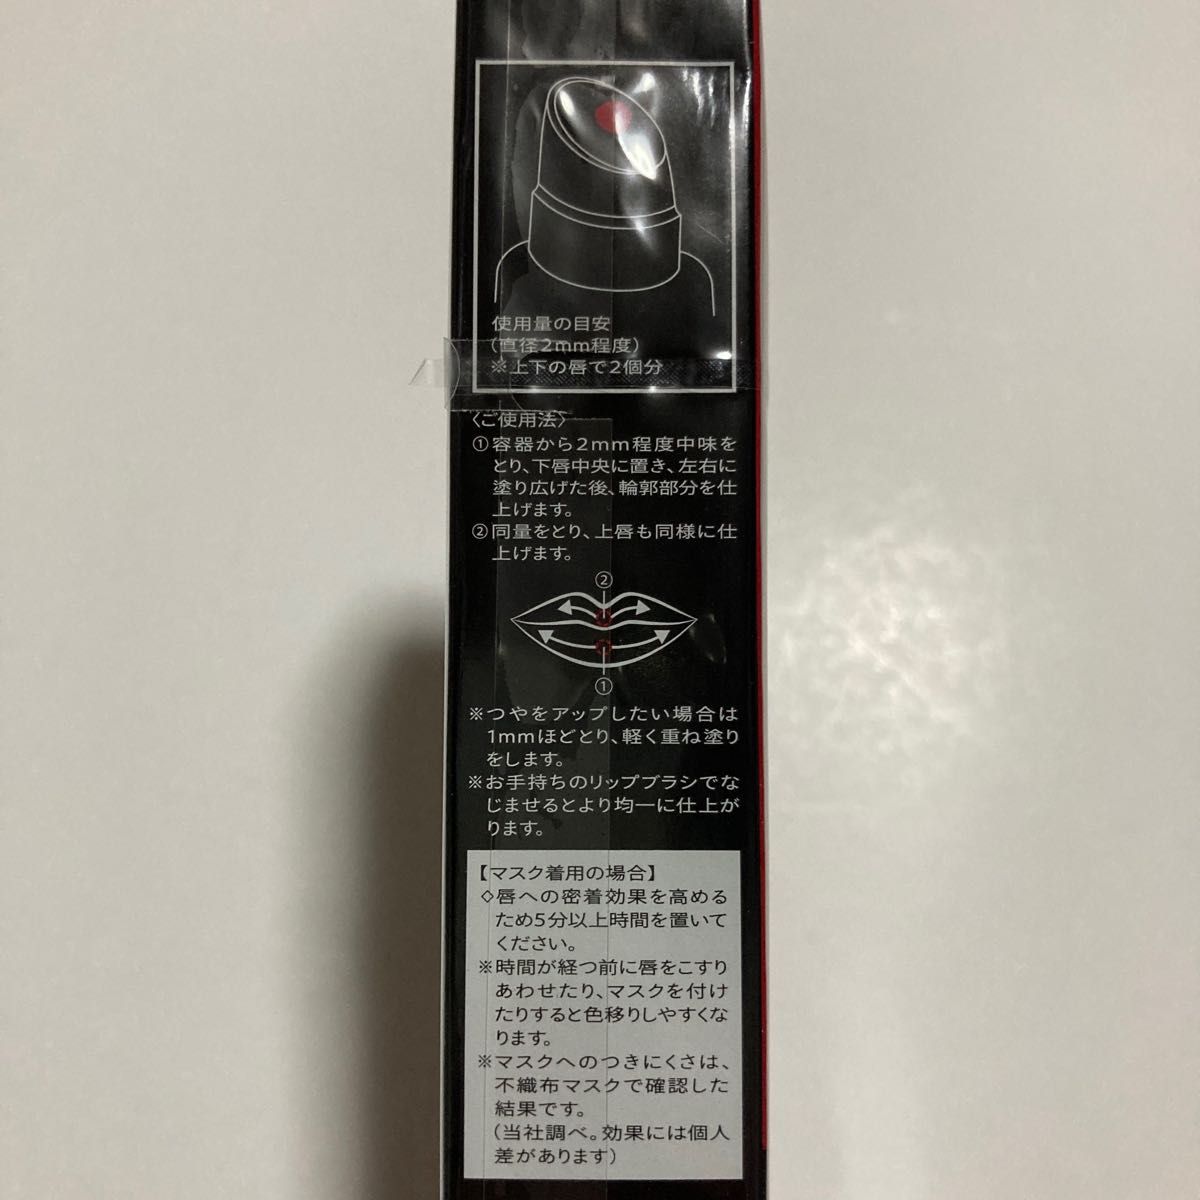 使用量の目安
(直径2mm程度)
※上下の唇で2個分
〈ご使用法〉
①容器から2mm程度中味を
とり、下唇中央に置き、左右に
塗り広げた後、輪郭部分を仕
上げます。
②同量をとり、上唇も同様に仕
上げます。
②
①
※つやをアップしたい場合は
1mmほどとり、軽く重ね塗り
をします。
※お手持ちのリップブラシでな
じませるとより均一に仕上が
ります。
【マスク着用の場合】
◇唇への密着効果を高める
ため5分以上時間を置いて
ください。
※時間が経つ前に唇をこすり
あわせたり、マスクを付け
たりすると色移りしやすくな
ります。
※マスクへのつきにくさは、
不織布マスクで確認した
結果です。
(当社調べ。効果には個人
差があります)